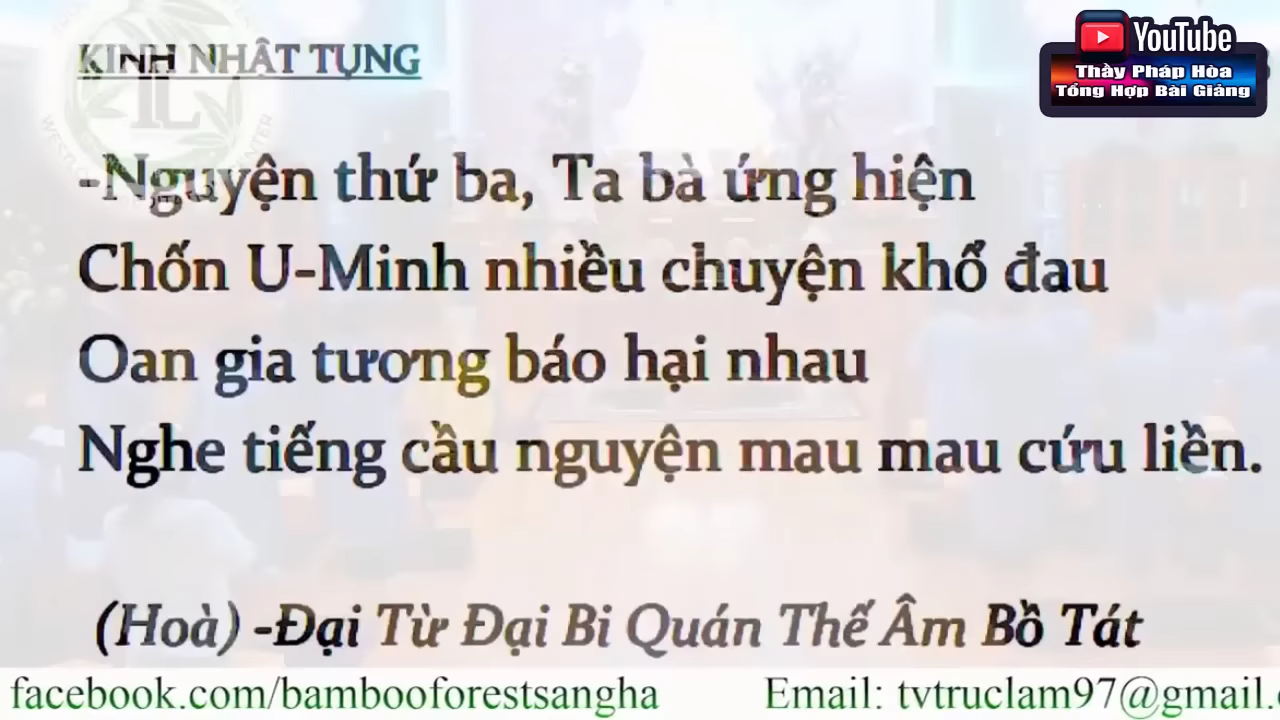 KINH NHẬT TỤNG
YouTube
Thầy Pháp Hòa
Tổng Hợp Bài Giảng
-Nguyện thứ ba, Ta bà ứng hiện
Chốn U-Minh nhiều chuyện khổ đau
Oan gia tương báo hại nhau
Nghe tiếng cầu nguyện mau mau cứu liền.
(Hoà) -Đại Từ Đại Bi Quán Thế Âm Bồ Tát
facebook.com/bambooforestsangha Email: tvtruclam97@gmail.